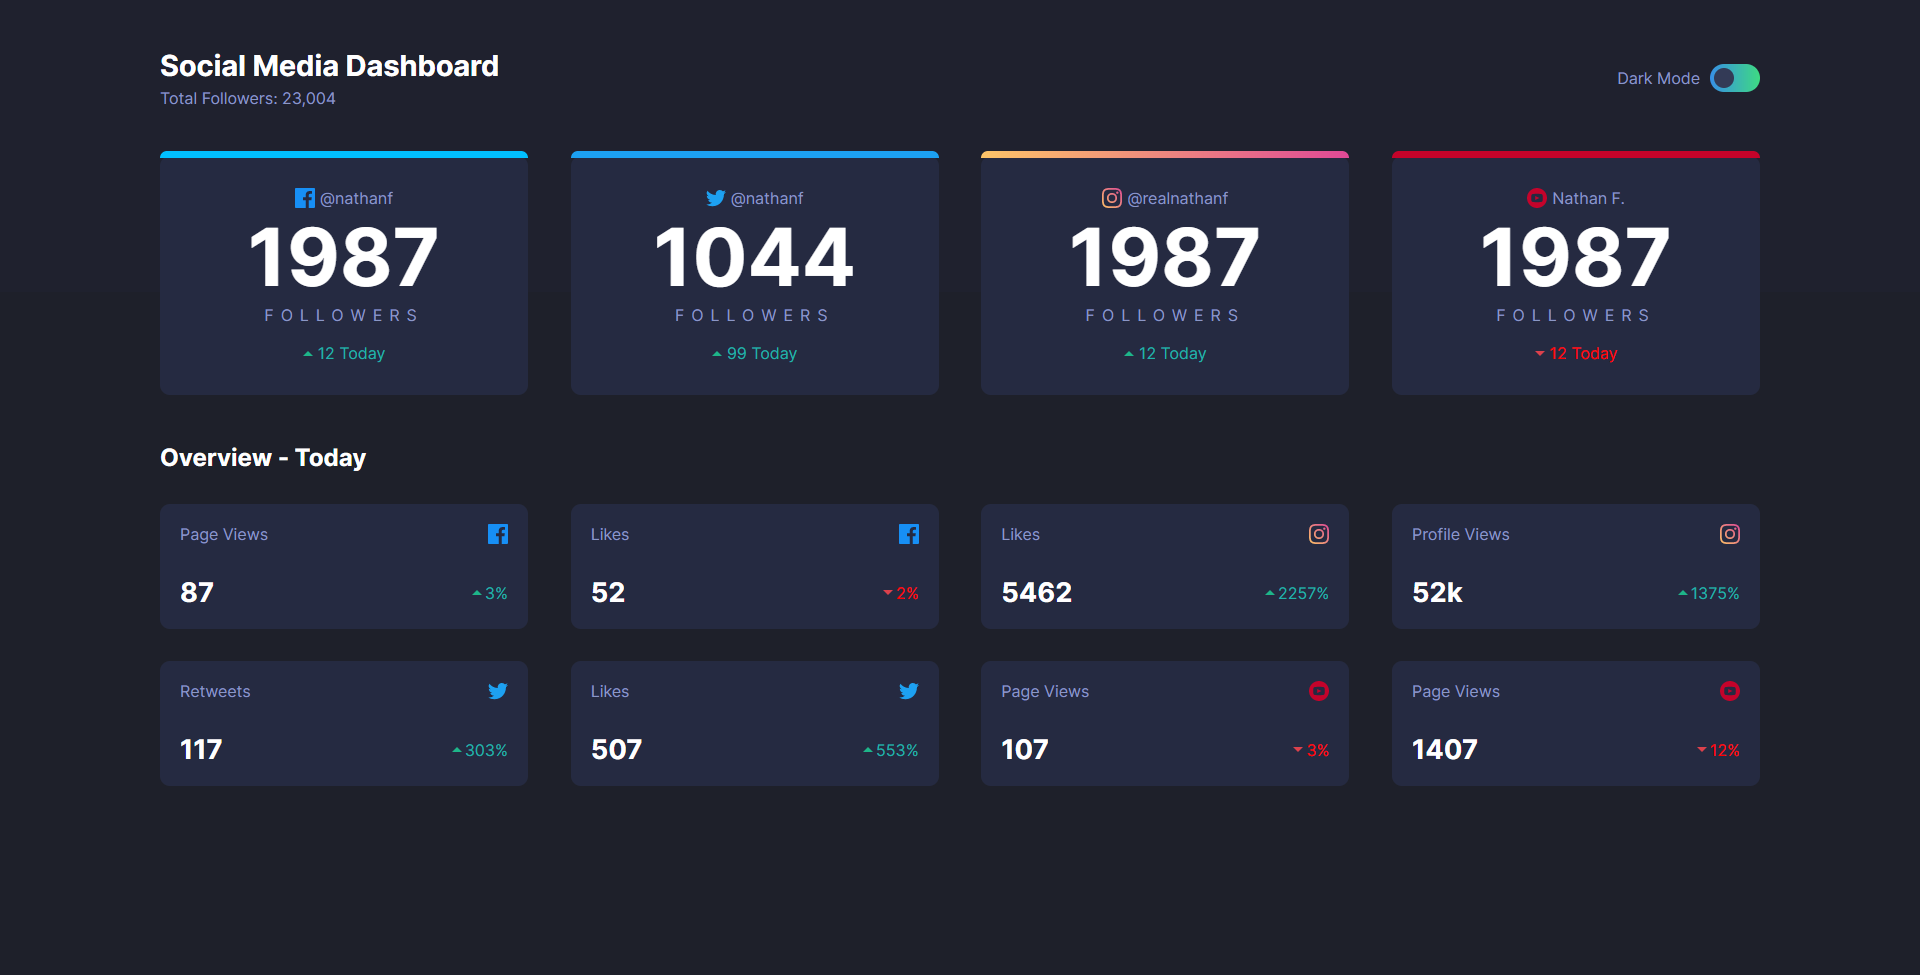 Social Media Dashboard
Total Followers: 23,004
Dark Mode
@nathanf
1987
FOLLOWERS
12 Today
@nathanf
1044
FOLLOWERS
99 Today
@realnathanf
1987
FOLLOWERS
12 Today
Nathan F.
1987
FOLLOWERS
12 Today
Overview - Today
Page Views
87
3%
Likes
52
2%
Likes
5462
2257%
Profile Views
52k
1375%
Retweets
117
303%
Likes
507
553%
Page Views
107
3%
Page Views
1407
12%